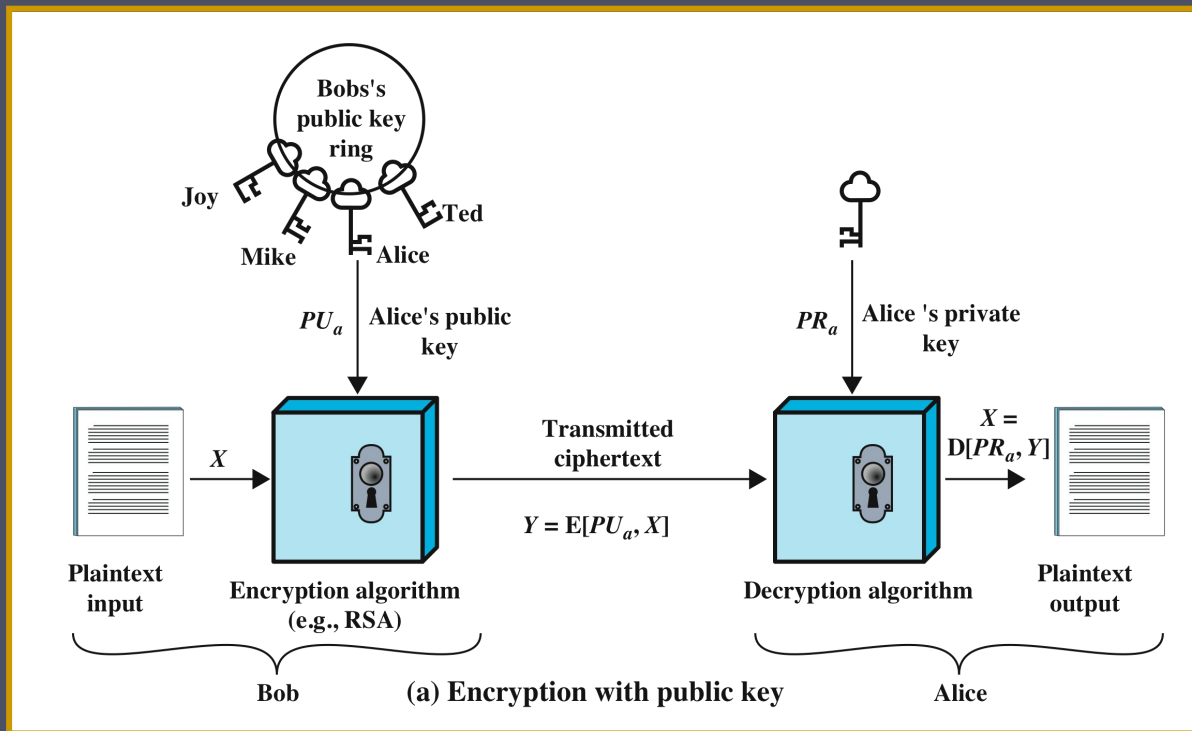 Bobs's
public key
ring
Joy
Mike
Alice
Ted
PUa
Alice's public
key
PRa
Alice 's private
key
X
Transmitted
ciphertext
Y = E[PUa, X]
X =
D[PRa, Y]
Plaintext
input
Encryption algorithm
(e.g., RSA)
Decryption algorithm
Plaintext
output
Bob
(a) Encryption with public key
Alice